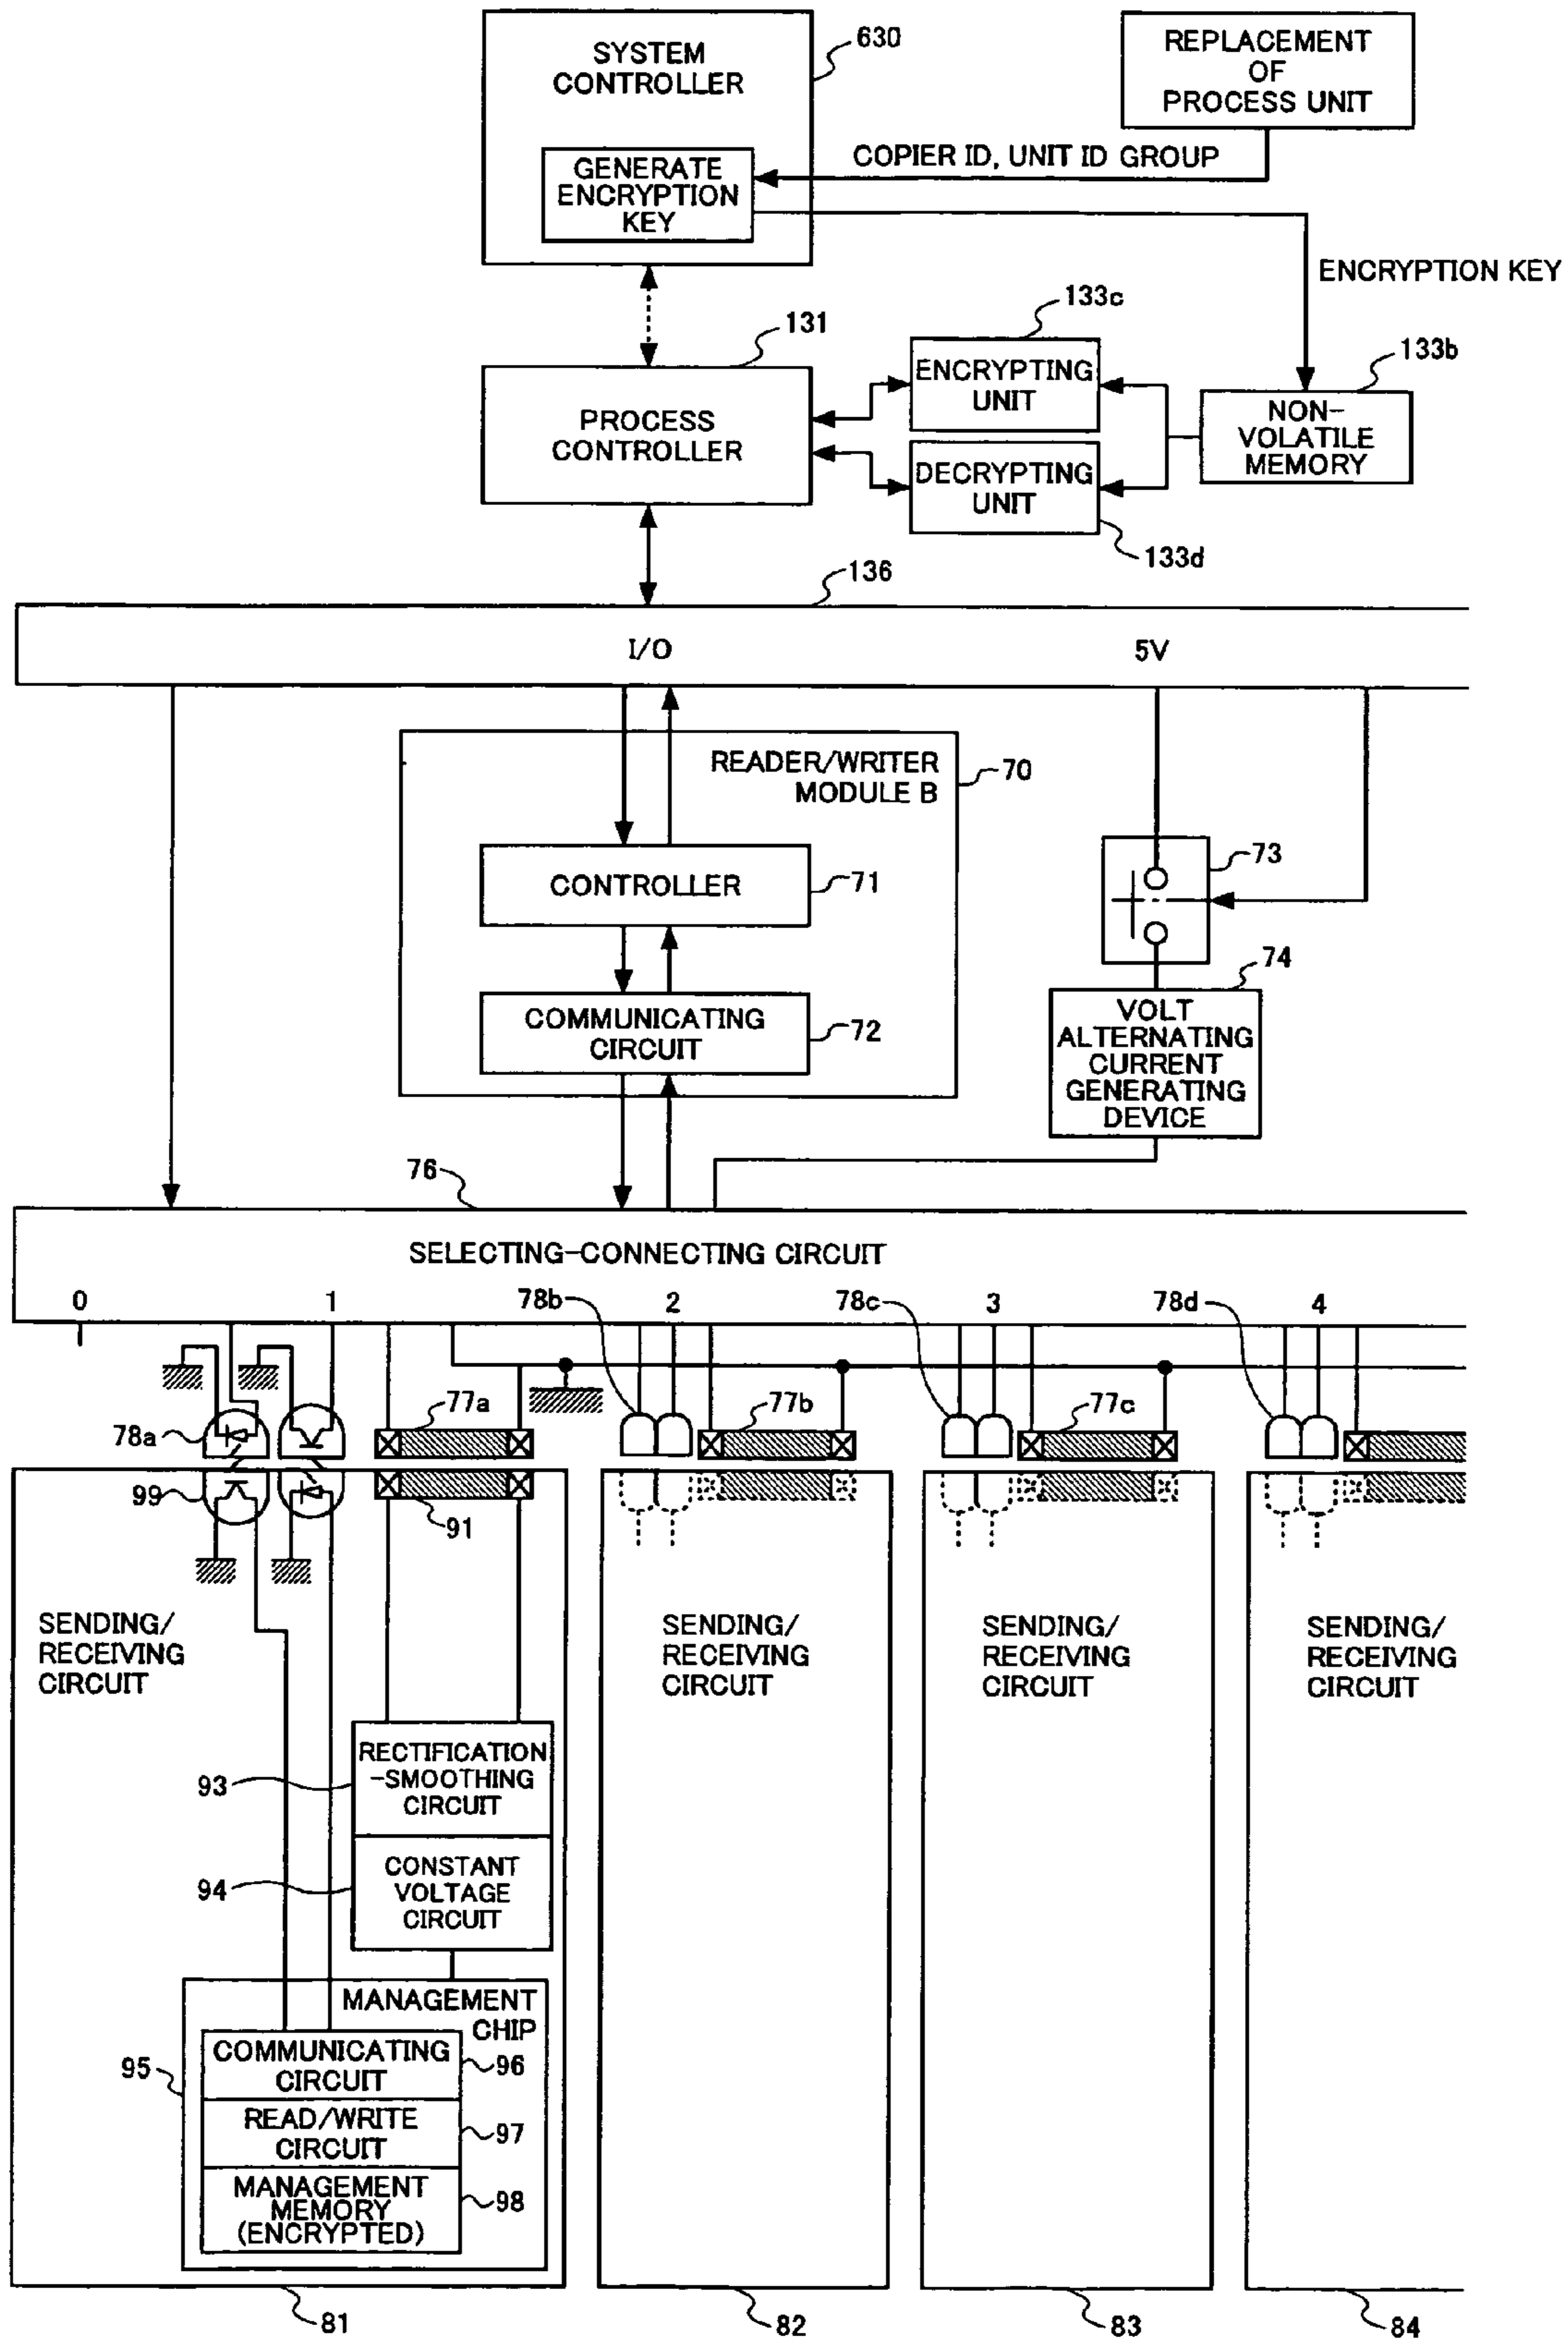 SYSTEM
CONTROLLER
630
REPLACEMENT
OF
PROCESS UNIT
COPIER ID, UNIT ID GROUP
GENERATE
ENCRYPTION
KEY
ENCRYPTION KEY
131
133c
133b
PROCESS
CONTROLLER
ENCRYPTING
UNIT
NON-
VOLATILE
MEMORY
DECRYPTING
UNIT
133d
136
I/O
5V
READER/WRITER
MODULE B
70
CONTROLLER
71
73
COMMUNICATING
CIRCUIT
72
74
VOLT
ALTERNATING
CURRENT
GENERATING
DEVICE
76
SELECTING-CONNECTING CIRCUIT
0
1
78b
2
78c
3
78d
4
78a
77a
77b
77c
99
91
SENDING/
RECEIVING
CIRCUIT
SENDING/
RECEIVING
CIRCUIT
SENDING/
RECEIVING
CIRCUIT
SENDING/
RECEIVING
CIRCUIT
93
RECTIFICATION
-SMOOTHING
CIRCUIT
94
CONSTANT
VOLTAGE
CIRCUIT
MANAGEMENT
CHIP
95
COMMUNICATING
CIRCUIT
96
READ/WRITE
CIRCUIT
97
MANAGEMENT
MEMORY
(ENCRYPTED)
98
81
82
83
84